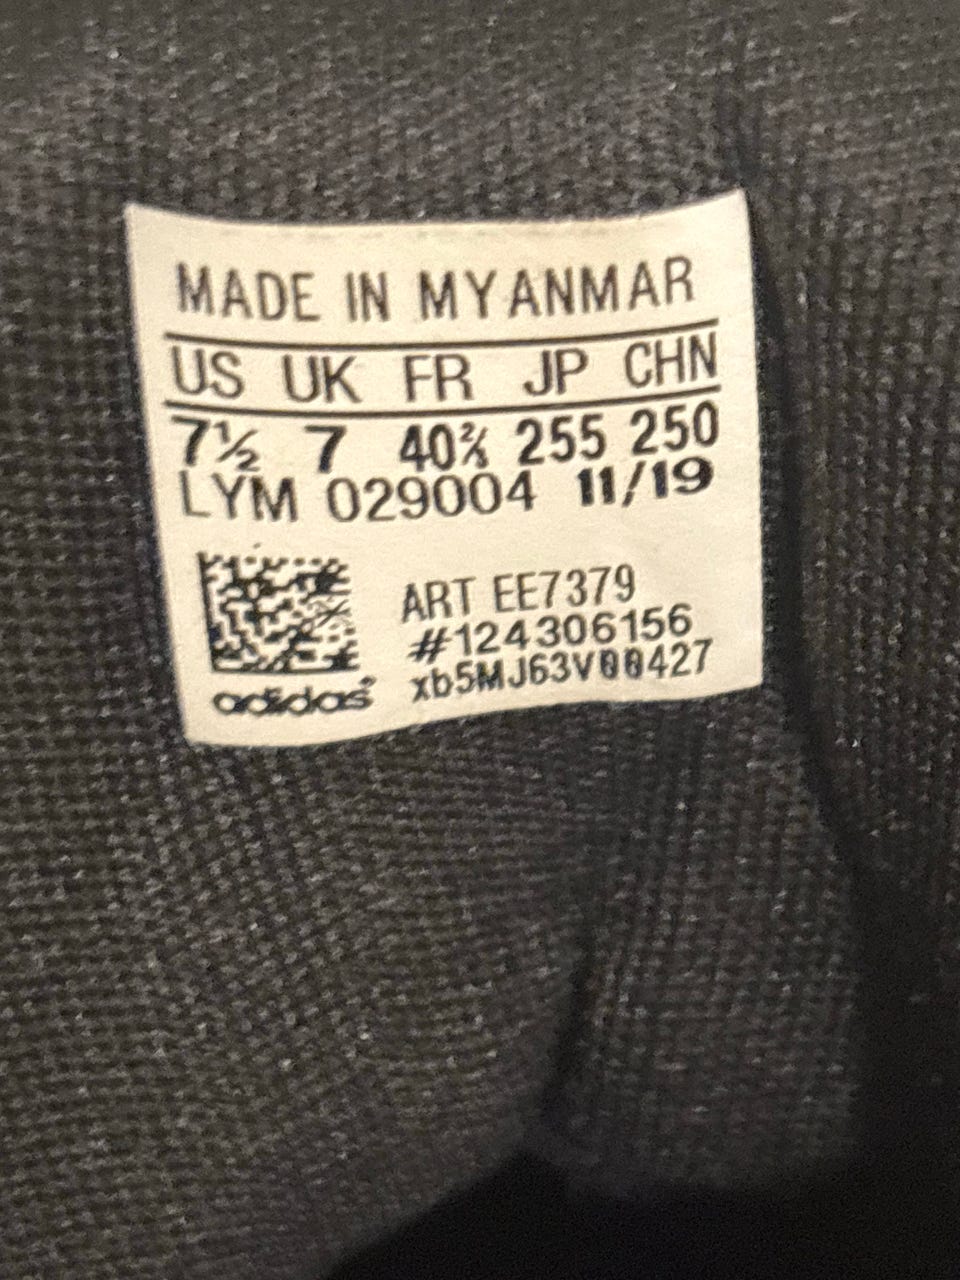 MADE IN MYANMAR
US UK FR JP CHN
7½ 7 40⅔ 255 250
LYM 029004 11/19
ART EE7379
#124306156
xb5MJ63V00427
adidas